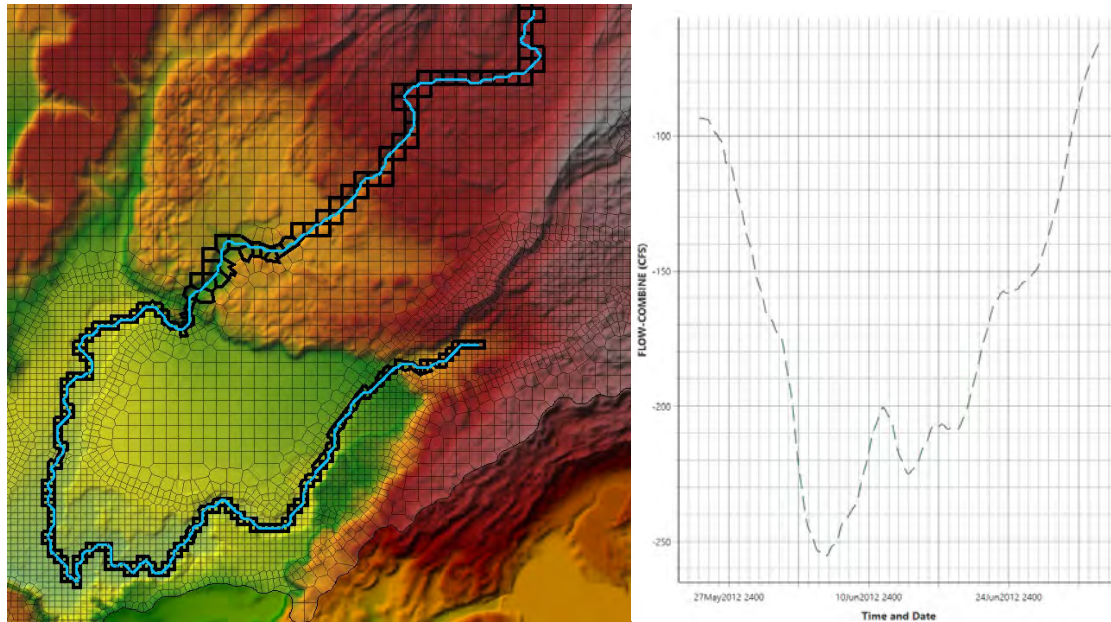 -100
-150
-200
-250
FLOW-COMBINE (CFS)
27May2012 2400 10Jun2012 2400 24Jun2012 2400
Time and Date